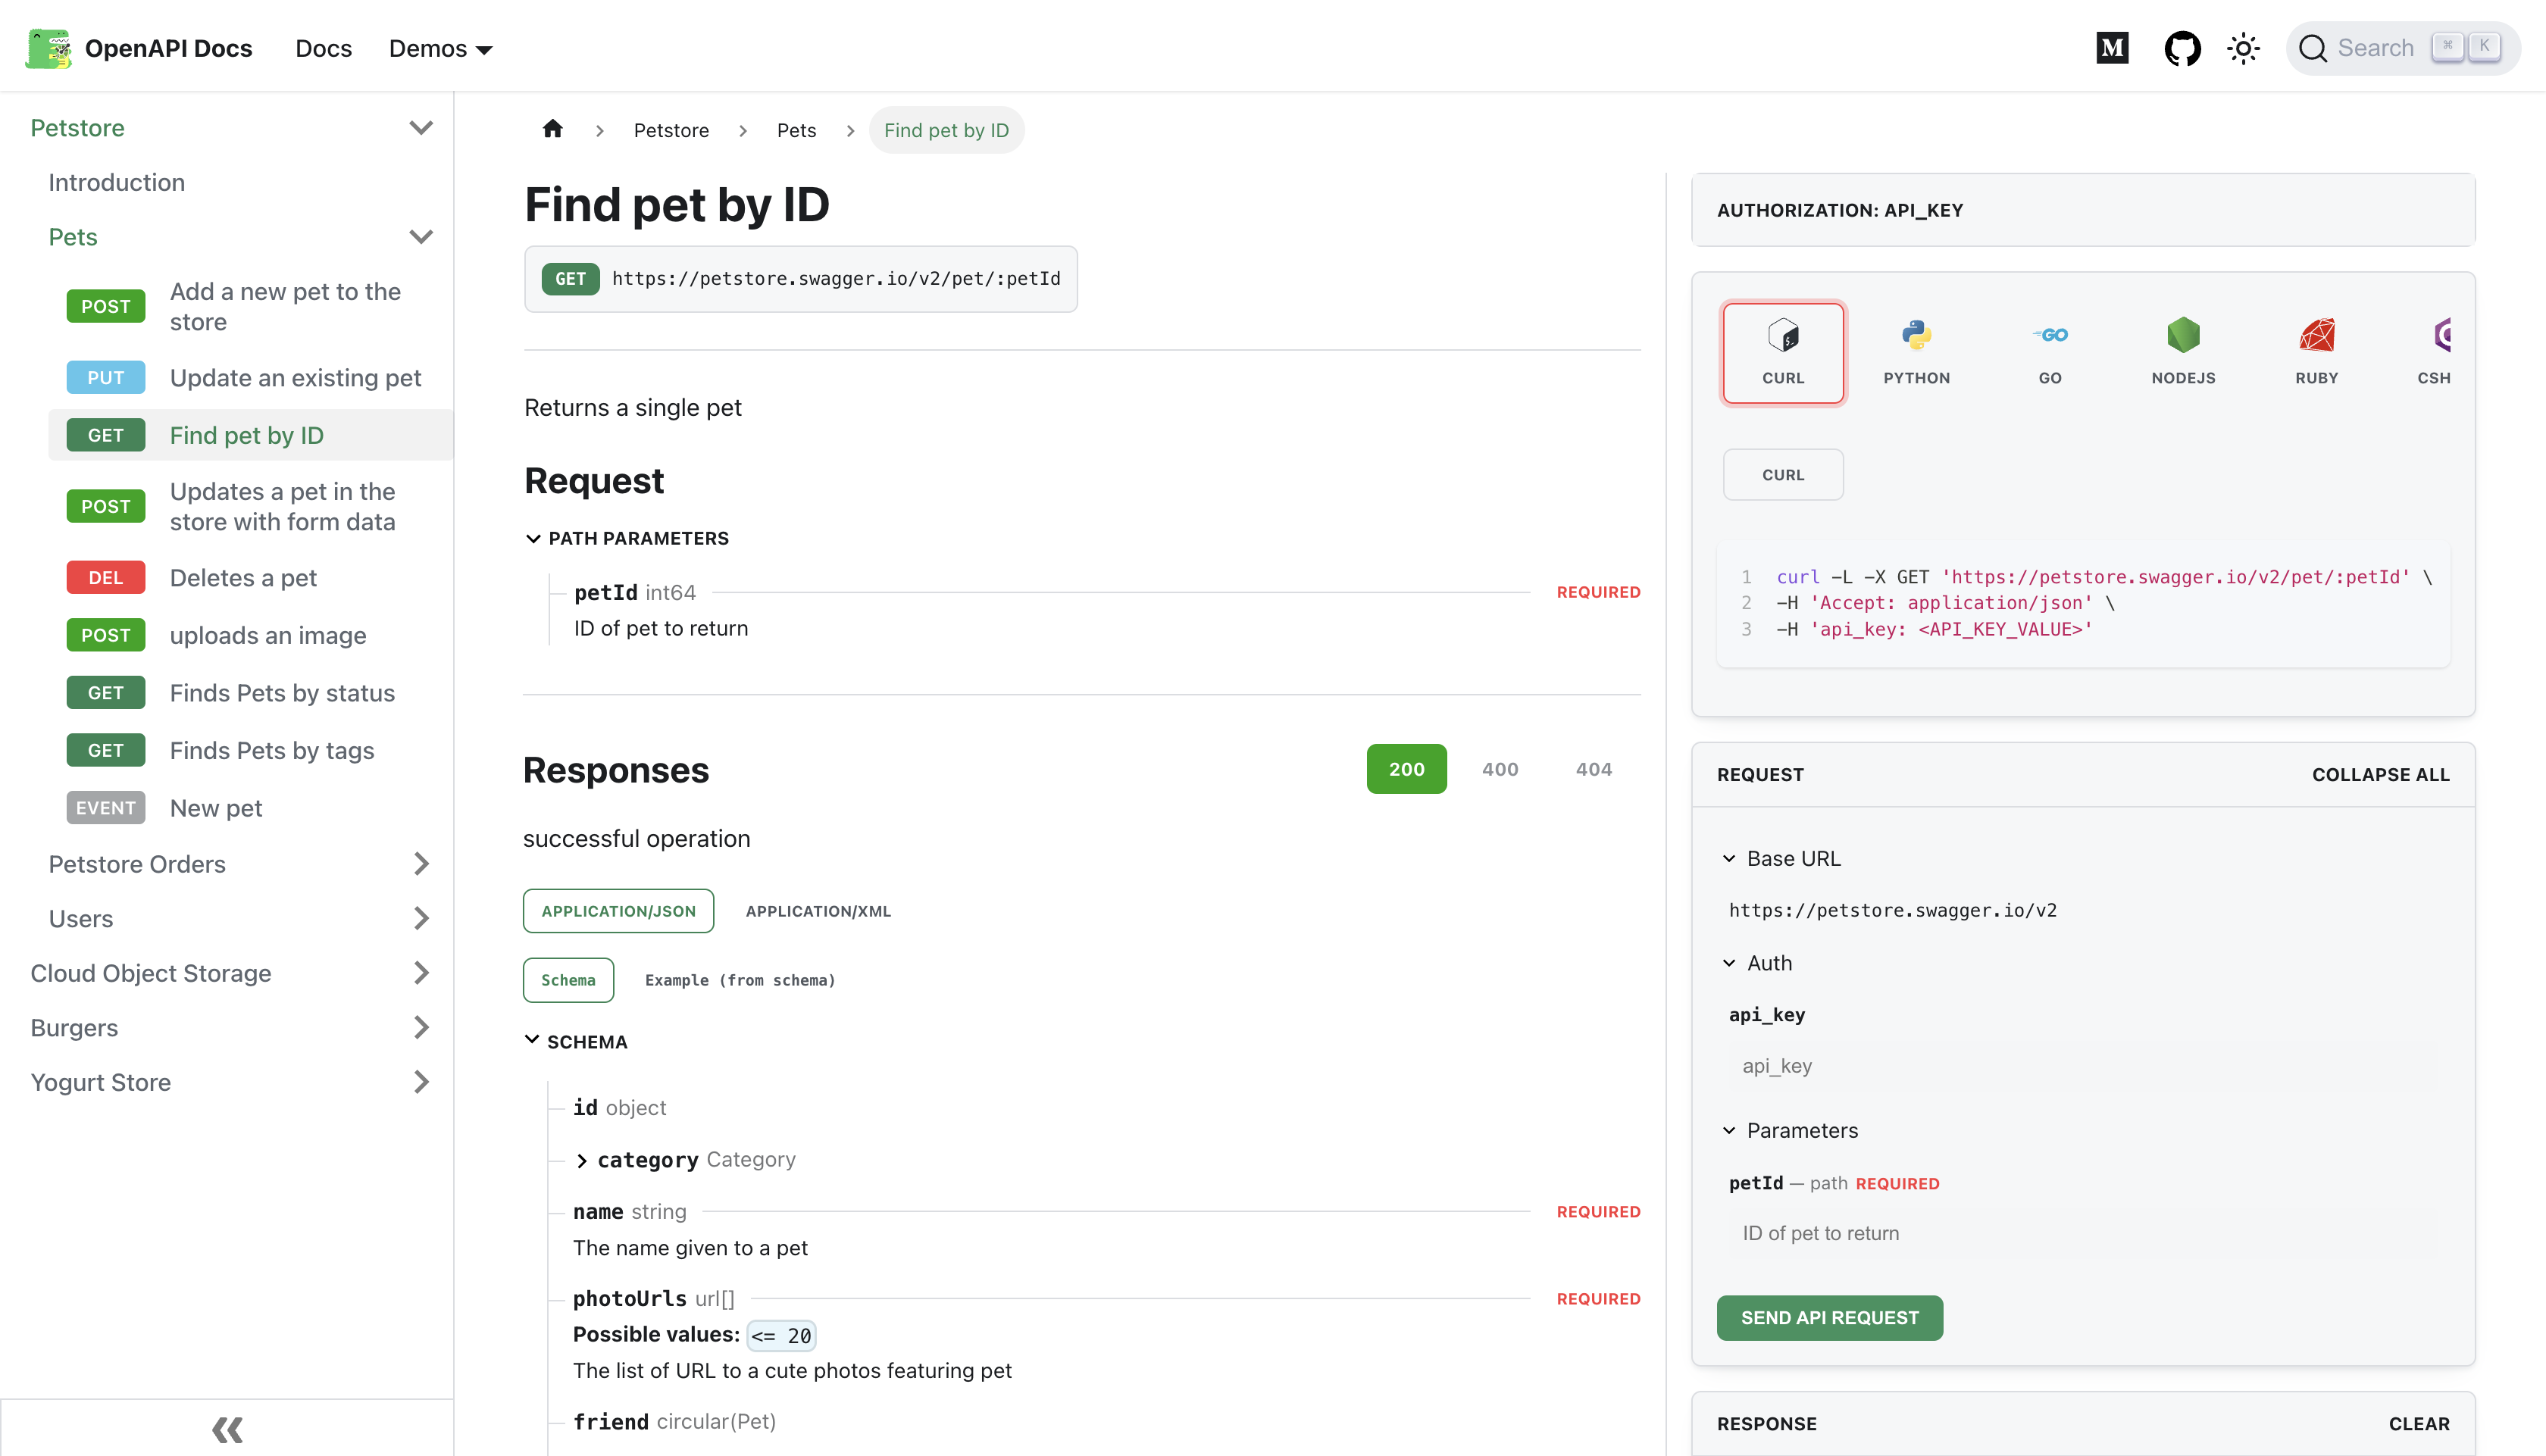 OpenAPI Docs
Docs
Demos
M
Search
⌘
K
Petstore
Introduction
Pets
POST
Add a new pet to the
store
PUT
Update an existing pet
GET
Find pet by ID
POST
Updates a pet in the
store with form data
DEL
Deletes a pet
POST
uploads an image
GET
Finds Pets by status
GET
Finds Pets by tags
EVENT
New pet
Petstore Orders
Users
Cloud Object Storage
Burgers
Yogurt Store
Petstore
Pets
Find pet by ID
Find pet by ID
GET https://petstore.swagger.io/v2/pet/:petId
Returns a single pet
Request
PATH PARAMETERS
petId int64
REQUIRED
ID of pet to return
Responses
200
400
404
successful operation
APPLICATION/JSON
APPLICATION/XML
Schema
Example (from schema)
SCHEMA
id object
category Category
name string
REQUIRED
The name given to a pet
photoUrls url[]
REQUIRED
Possible values: <= 20
The list of URL to a cute photos featuring pet
friend circular(Pet)
AUTHORIZATION: API_KEY
$_
CURL
PYTHON
GO
GO
NODEJS
RUBY
CSH
CURL
1 curl -L -X GET 'https://petstore.swagger.io/v2/pet/:petId' \
2 -H 'Accept: application/json' \
3 -H 'api_key: <API_KEY_VALUE>'
REQUEST
COLLAPSE ALL
Base URL
https://petstore.swagger.io/v2
Auth
api_key
api_key
Parameters
petId — path REQUIRED
ID of pet to return
SEND API REQUEST
RESPONSE
CLEAR